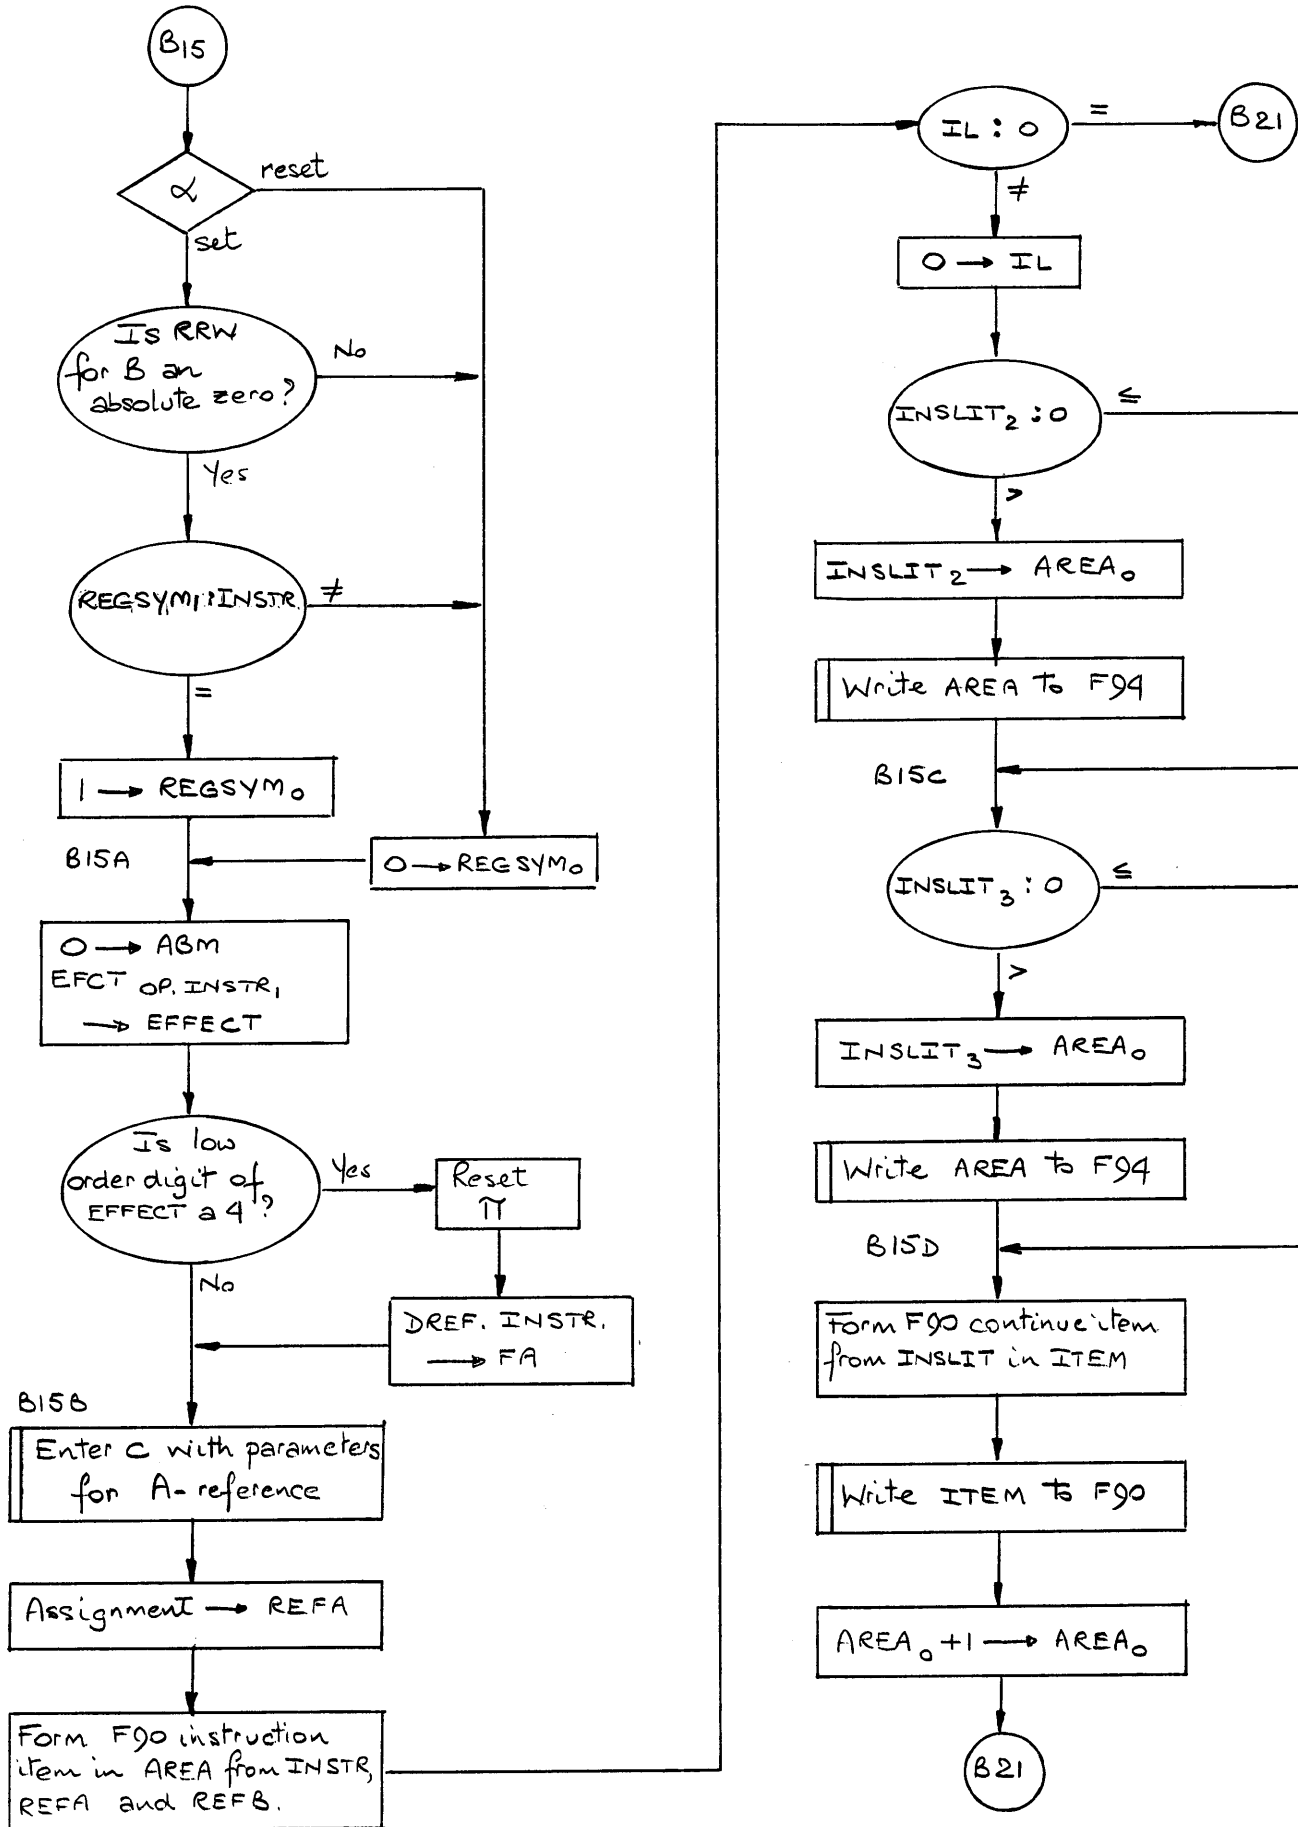 B15
α
reset
set
Is RRW
for B an
absolute zero?
No
Yes
REGSYM₁:INSTR
≠
=
1 → REGSYM₀
B15A
0 → REGSYM₀
0 → ABM
EFCT OP. INSTR₁
→ EFFECT
Is low
order digit of
EFFECT a 4?
Yes
Reset
π
No
DREF. INSTR.
→ FA
B15B
Enter C with parameters
for A-reference
Assignment → REFA
Form F90 instruction
item in AREA from INSTR,
REFA and REFB.
IL : 0
=
B21
≠
0 → IL
INSLIT₂ : 0
≤
>
INSLIT₂ → AREA₀
Write AREA to F94
B15C
INSLIT₃ : 0
≤
>
INSLIT₃ → AREA₀
Write AREA to F94
B15D
Form F90 continue item
from INSLIT in ITEM
Write ITEM to F90
AREA₀ +1 → AREA₀
B21